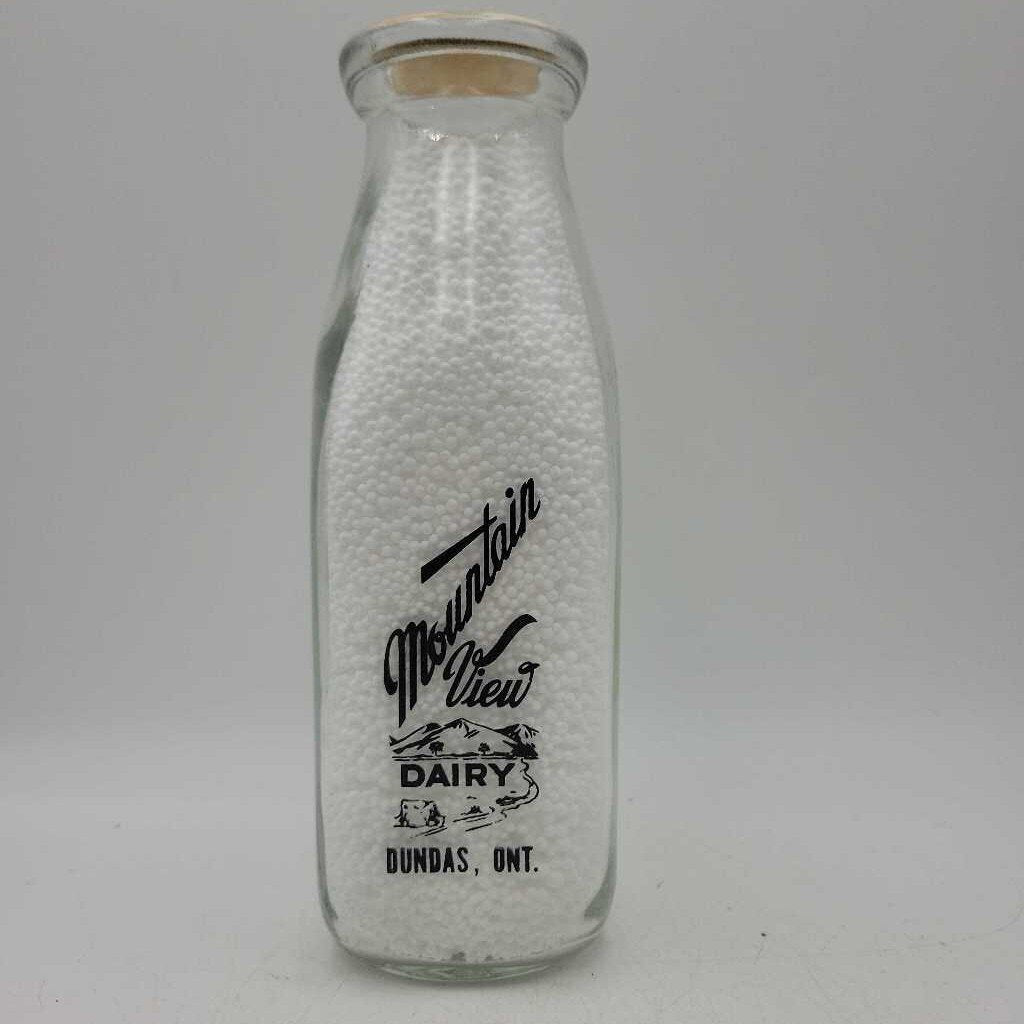 Mountain
View
DAIRY
DUNDAS, ONT.